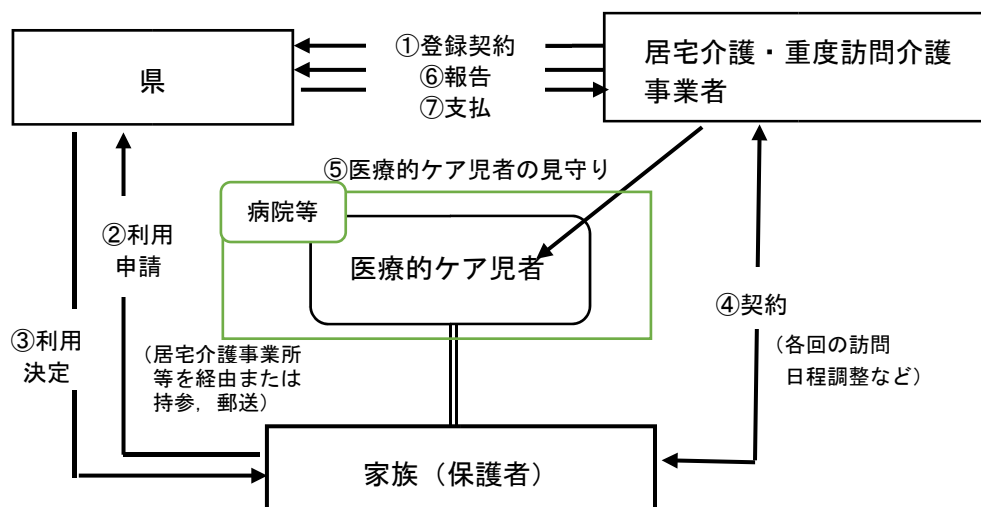 県
①登録契約
⑥報告
⑦支払
居宅介護・重度訪問介護
事業者
⑤医療的ケア児者の見守り
病院等
医療的ケア児者
②利用
申請
③利用
決定
（居宅介護事業所
等を経由または
持参，郵送）
④契約
（各回の訪問
日程調整など）
家族（保護者）